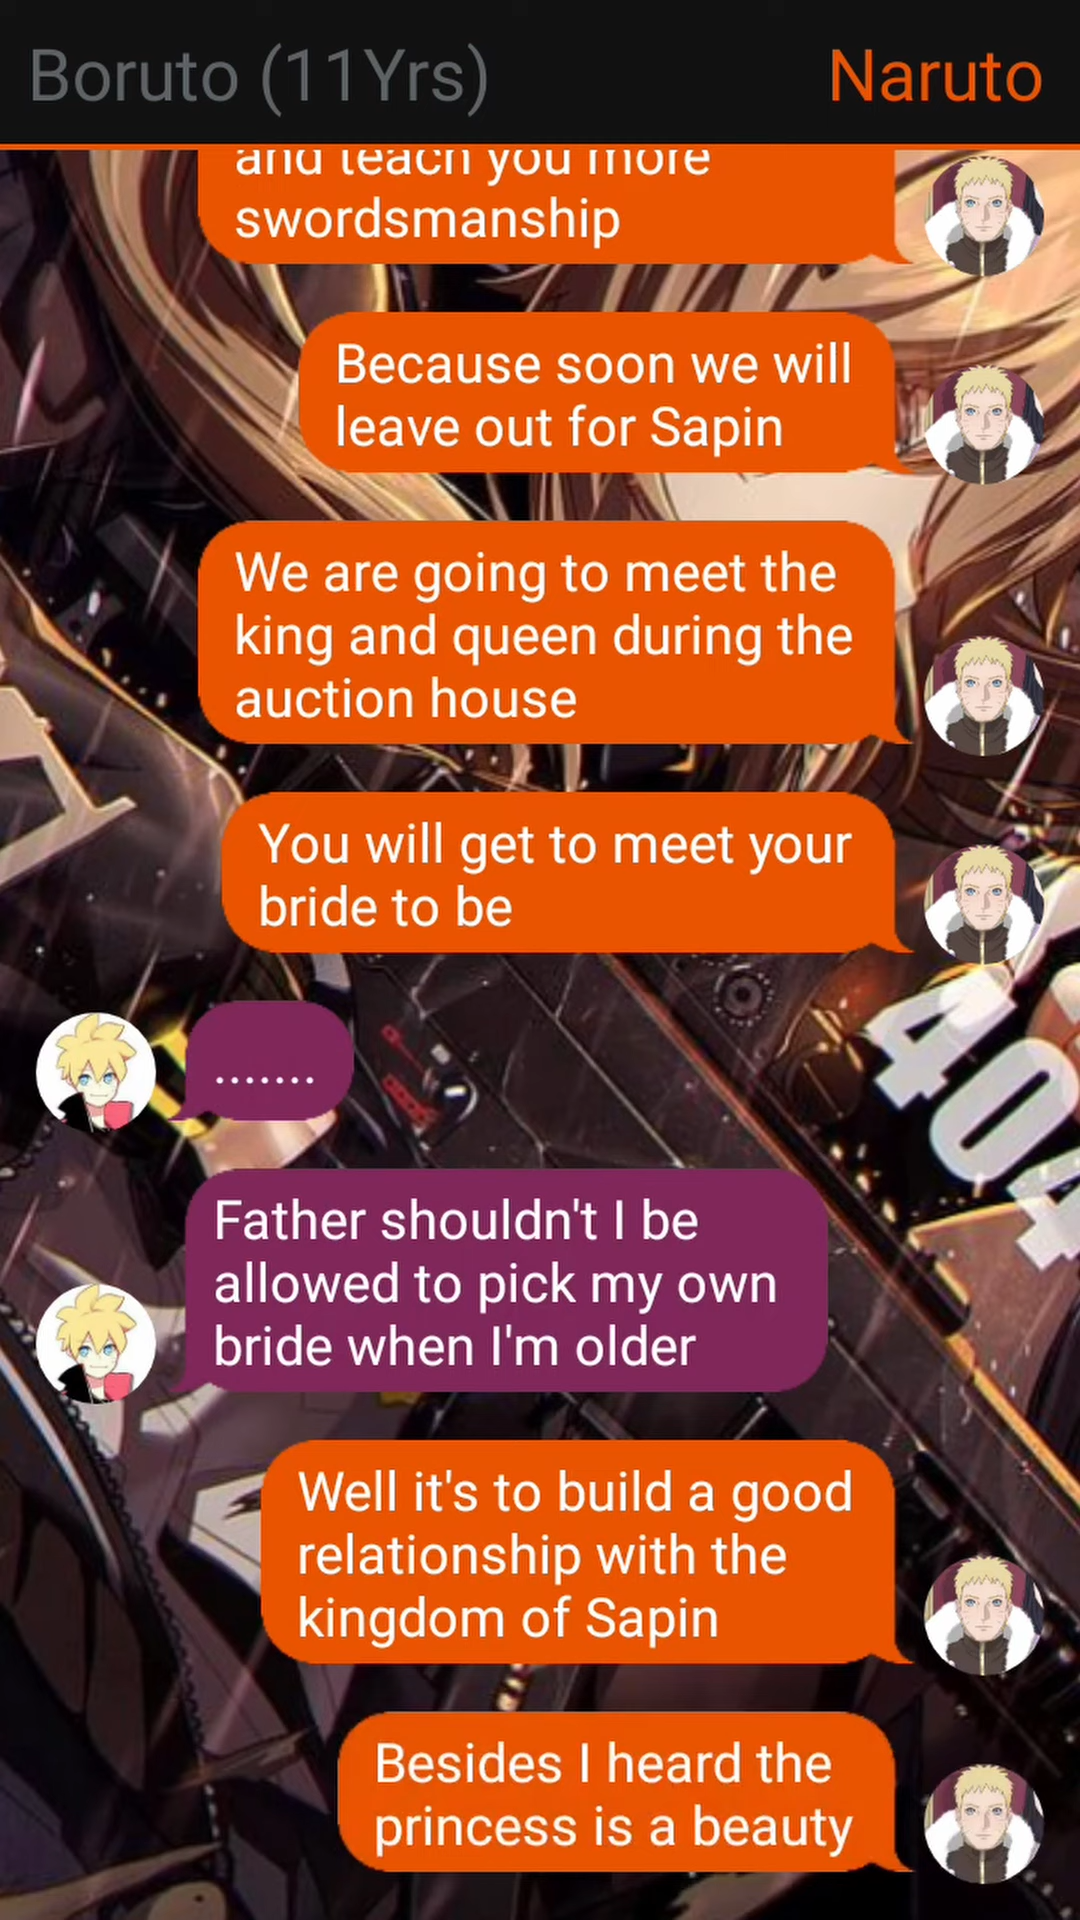 Boruto (11Yrs)
Naruto
and teach you more
swordsmanship
Because soon we will
leave out for Sapin
We are going to meet the
king and queen during the
auction house
You will get to meet your
bride to be
.......
Father shouldn't I be
allowed to pick my own
bride when I'm older
Well it's to build a good
relationship with the
kingdom of Sapin
Besides I heard the
princess is a beauty
404